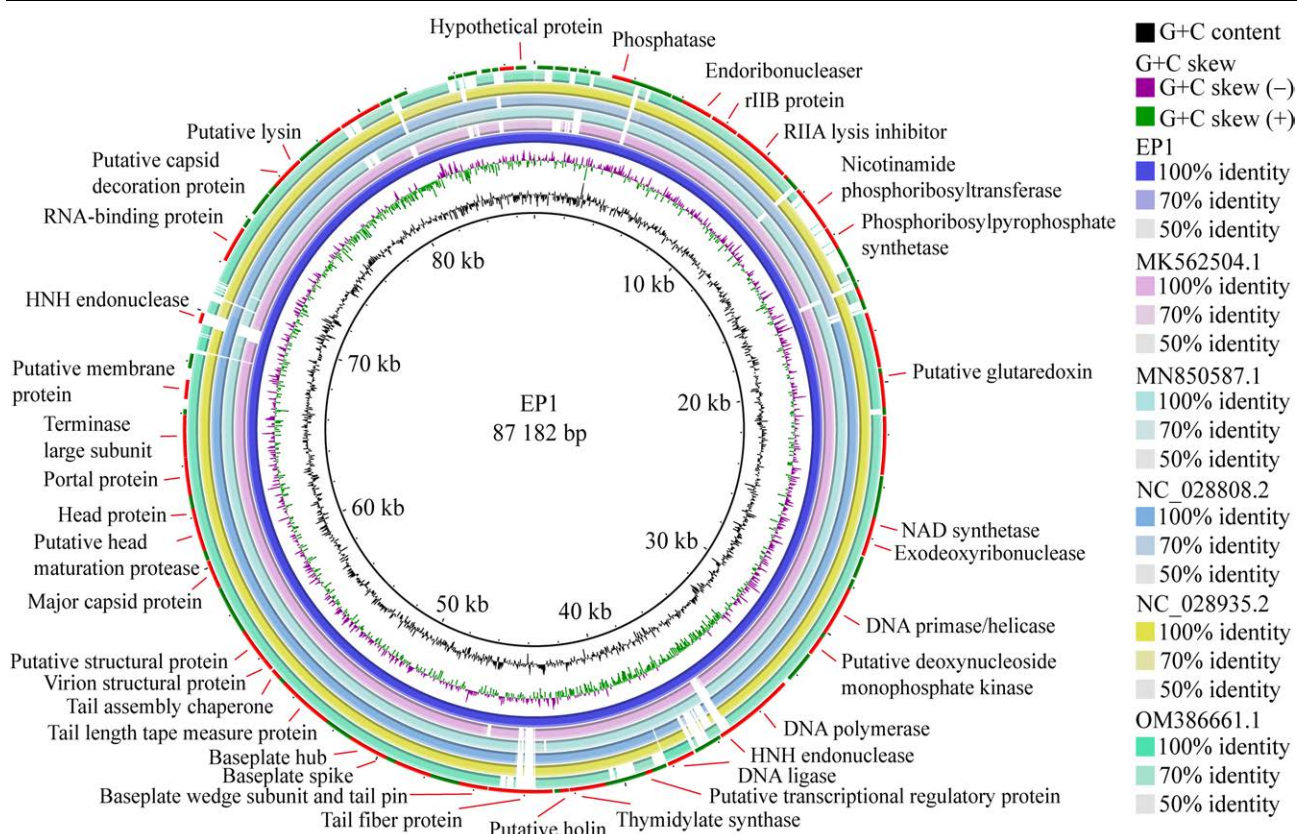 Hypothetical protein
Phosphatase
Endoribonucleaser
rIIB protein
RIIA lysis inhibitor
Nicotinamide
phosphoribosyltransferase
Phosphoribosylpyrophosphate
synthetase
Putative glutaredoxin
NAD synthetase
Exodeoxyribonuclease
DNA primase/helicase
Putative deoxynucleoside
monophosphate kinase
DNA polymerase
HNH endonuclease
DNA ligase
Putative transcriptional regulatory protein
Thymidylate synthase
Putative holin
Tail fiber protein
Baseplate wedge subunit and tail pin
Baseplate spike
Baseplate hub
Tail length tape measure protein
Tail assembly chaperone
Virion structural protein
Putative structural protein
Major capsid protein
Putative head
maturation protease
Head protein
Portal protein
Terminase
large subunit
Putative membrane
protein
HNH endonuclease
RNA-binding protein
Putative capsid
decoration protein
Putative lysin
10 kb
20 kb
30 kb
40 kb
50 kb
60 kb
70 kb
80 kb
EP1
87 182 bp
G+C content
G+C skew
G+C skew (−)
G+C skew (+)
EP1
100% identity
70% identity
50% identity
MK562504.1
100% identity
70% identity
50% identity
MN850587.1
100% identity
70% identity
50% identity
NC_028808.2
100% identity
70% identity
50% identity
NC_028935.2
100% identity
70% identity
50% identity
OM386661.1
100% identity
70% identity
50% identity